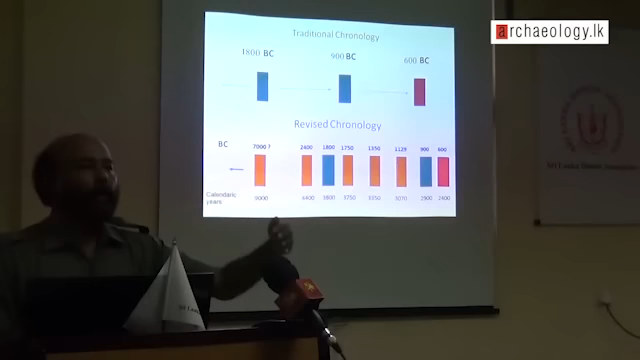 archaeology.lk
Traditional Chronology
1800 BC 900 BC 600 BC
Revised Chronology
BC 7000 ? 2400 1800 1750 1350 1129 900 600
Calendaric
years 9000 4400 3800 3750 3350 3070 2900 2400